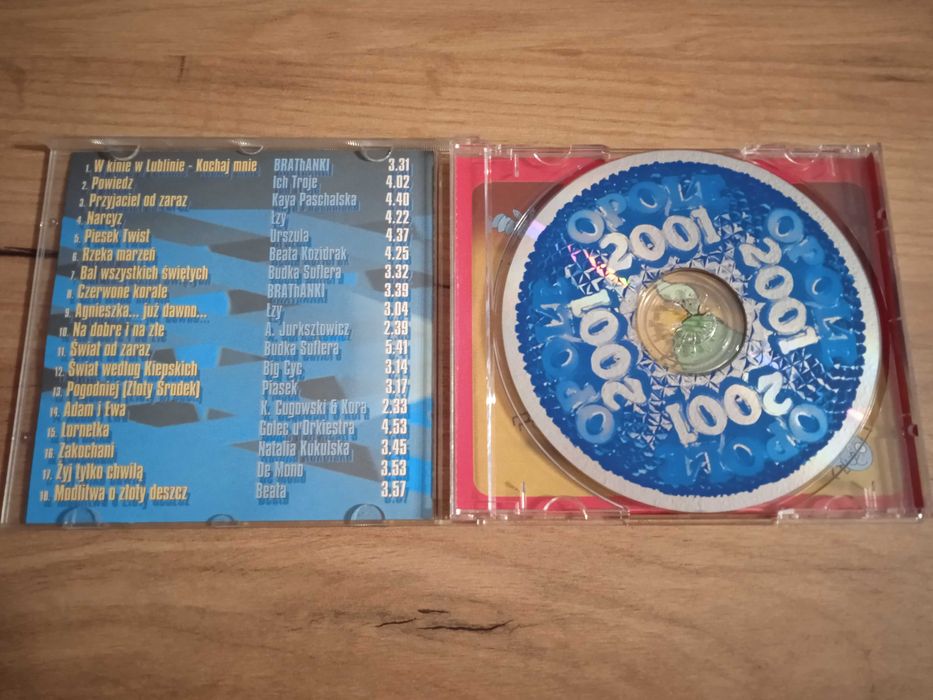 1. W kinie w Lublinie - Kochaj mnie BRAThANKI 3.31
2. Powiedz Ich Troje 4.02
3. Przyjaciel od zaraz Kaya Paschalska 4.40
4. Narcyz Łzy 4.22
5. Piesek Twist Urszula 4.37
6. Rzeka marzeń Beata Kozidrak 4.25
7. Bal wszystkich świętych Budka Suflera 3.32
8. Czerwone korale BRAThANKI 3.39
9. Agnieszka... już dawno... Łzy 3.04
10. Na dobre i na złe A. Jurksztowicz 2.39
11. Świat od zaraz Budka Suflera 5.41
12. Świat według Kiepskich Big Cyc 3.14
13. Pogodniej (Złoty Środek) Piasek 3.17
14. Adam i Ewa K. Cugowski & Kora 2.33
15. Lornetka Golec u'Orkiestra 4.53
16. Zakochani Natalia Kukulska 3.45
17. Żyj tylko chwilą De Mono 3.53
18. Modlitwa o złoty deszcz Beata 3.57
OPOLE
2001
2001
2001
2001